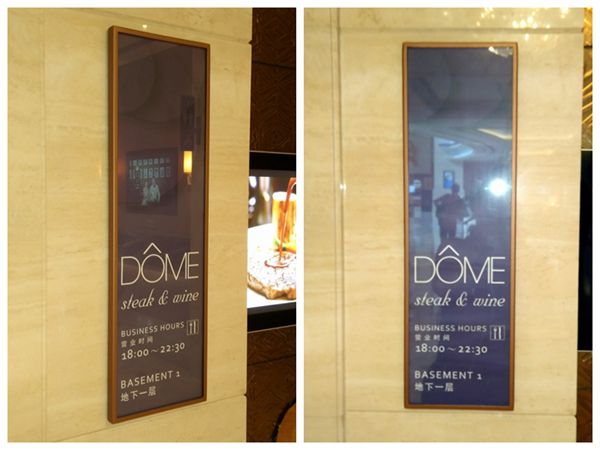 DÔME
steak & wine
BUSINESS HOURS
营业时间
18:00～22:30
BASEMENT 1
地下一层
DÔME
steak & wine
BUSINESS HOURS
营业时间
18:00～22:30
BASEMENT 1
地下一层